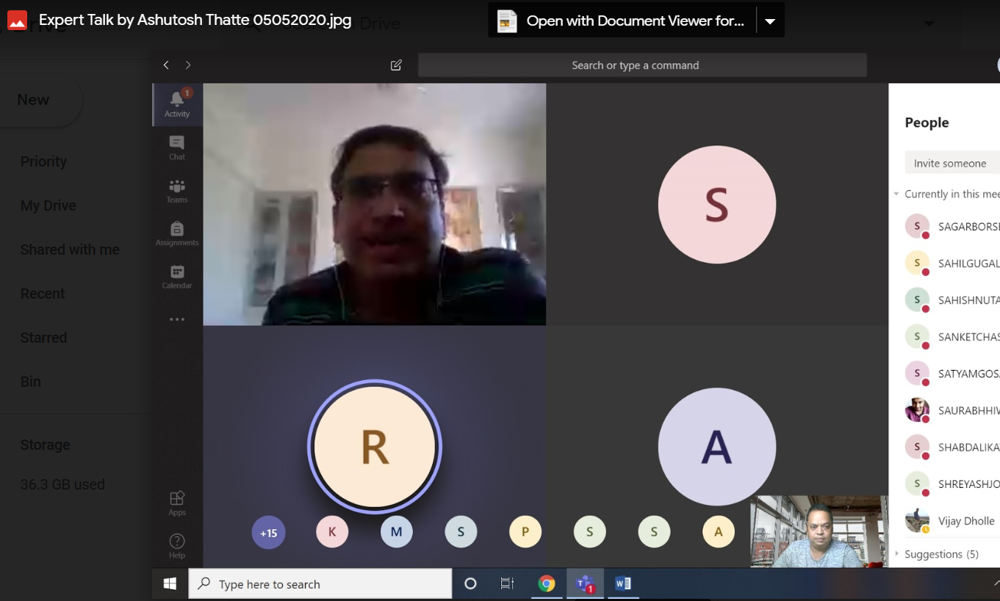 Expert Talk by Ashutosh Thatte 05052020.jpg
Open with Document Viewer for...
Drive
Search or type a command
New
Priority
My Drive
Shared with me
Recent
Starred
Bin
Storage
36.3 GB used
1
Activity
Chat
Teams
Assignments
Calendar
Apps
Help
S
R
A
+15
K
M
S
P
S
S
A
People
Invite someone
Currently in this mee
S SAGARBORSE
S SAHILGUGAL
S SAHISHNUTA
S SANKETCHAS
S SATYAMGOSA
SAURABHHIW
S SHABDALIKA
S SHREYASHJO
Vijay Dholle
Suggestions (5)
Type here to search
T 1
W